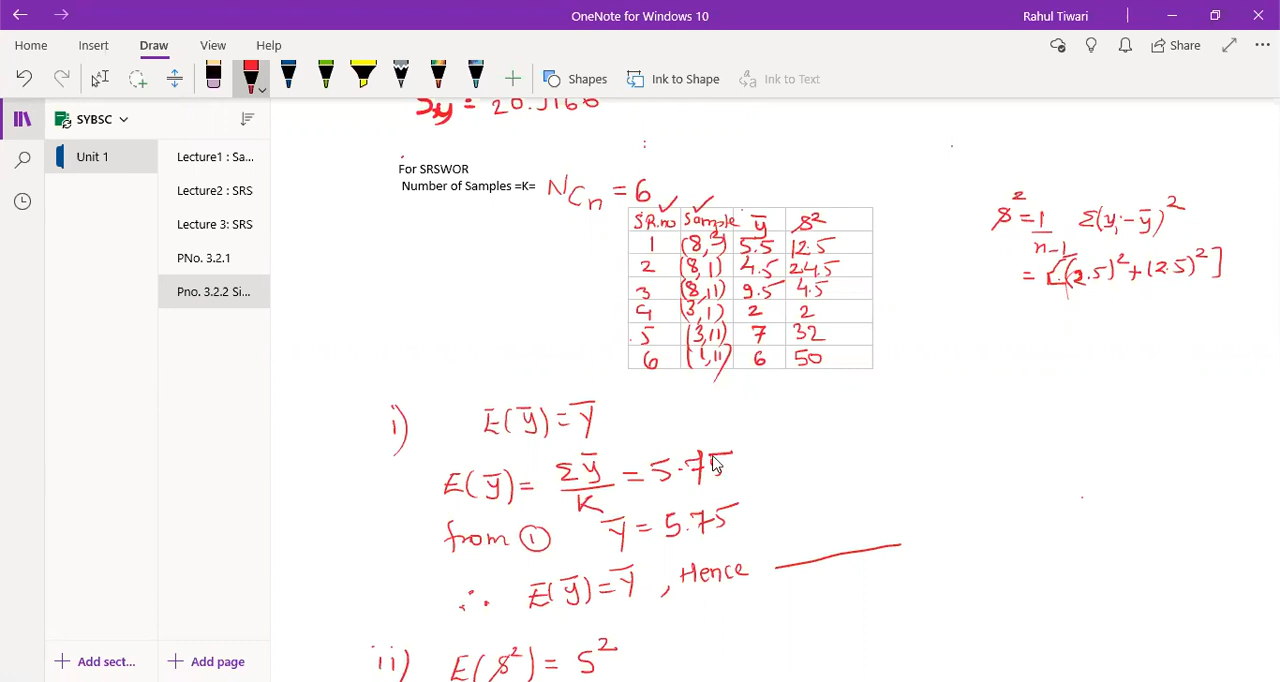 OneNote for Windows 10
Rahul Tiwari
Home Insert Draw View Help
Share
Shapes Ink to Shape Ink to Text
SYBSC
Unit 1
Lecture1 : Sa...
Lecture2 : SRS
Lecture 3: SRS
PNo. 3.2.1
Pno. 3.2.2 Si...
Add sect...
Add page
For SRSWOR
Number of Samples =K= NCn = 6
SR.no Sample ȳ s²
1 (8,3) 5.5 12.5
2 (8,1) 4.5 24.5
3 (8,11) 9.5 4.5
4 (3,1) 2 2
5 (3,11) 7 32
6 (1,11) 6 50
s² = 1/n-1 Σ(yi - ȳ)²
= [(2.5)² + (2.5)²]
i) E(ȳ) = Ȳ
E(ȳ) = Σȳ/K = 5.75
from ① Ȳ = 5.75
∴ E(ȳ) = Ȳ, Hence
ii) E(s²) = S²